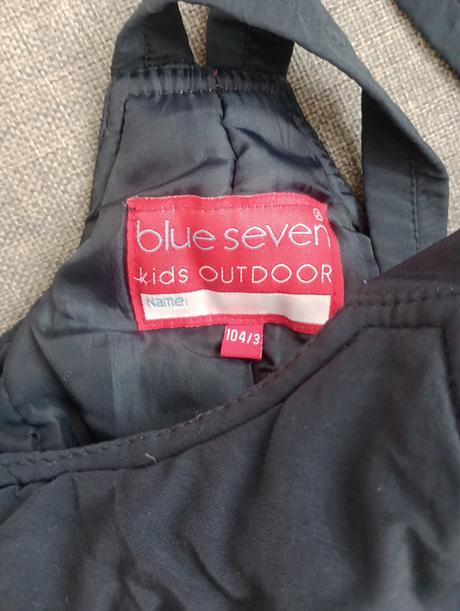 blue seven®
kids OUTDOOR
Name:
104/3